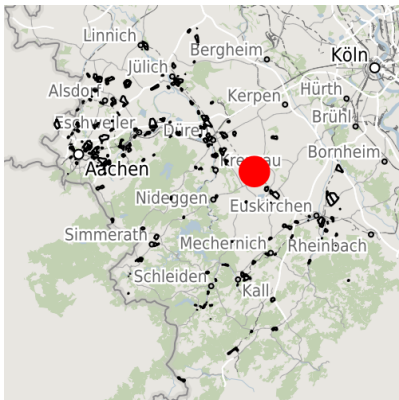 Linnich
Bergheim
Köln
Jülich
Alsdorf
Kerpen
Hürth
Brühl
Eschweiler
Düren
Bornheim
Kreuzau
Aachen
Nideggen
Euskirchen
Simmerath
Mechernich
Rheinbach
Schleiden
Kall